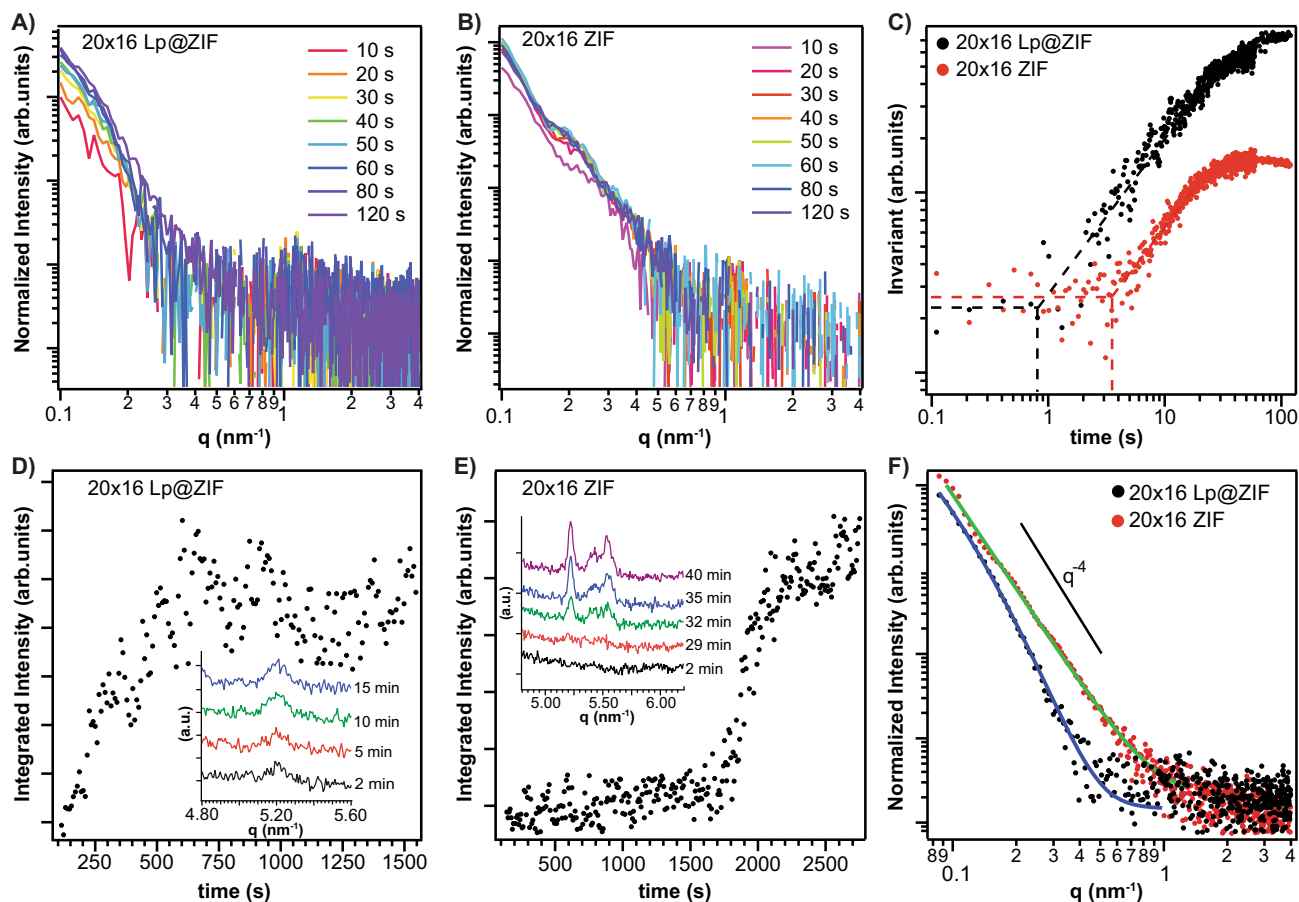 A)
20x16 Lp@ZIF
10 s
20 s
30 s
40 s
50 s
60 s
80 s
120 s
Normalized Intensity (arb.units)
0.1
2
3
4
5
6
7
8
9
1
2
3
4
q (nm⁻¹)
B)
20x16 ZIF
10 s
20 s
30 s
40 s
50 s
60 s
80 s
120 s
Normalized Intensity (arb.units)
0.1
2
3
4
5
6
7
8
9
1
2
3
4
q (nm⁻¹)
C)
20x16 Lp@ZIF
20x16 ZIF
Invariant (arb.units)
0.1
1
10
100
time (s)
D)
20x16 Lp@ZIF
Integrated Intensity (arb.units)
(a.u.)
15 min
10 min
5 min
2 min
4.80
5.20
5.60
q (nm⁻¹)
250
500
750
1000
1250
1500
time (s)
E)
20x16 ZIF
Integrated Intensity (arb.units)
(a.u.)
40 min
35 min
32 min
29 min
2 min
5.00
5.50
6.00
q (nm⁻¹)
500
1000
1500
2000
2500
time (s)
F)
20x16 Lp@ZIF
20x16 ZIF
q⁻⁴
Normalized Intensity (arb.units)
8
9
0.1
2
3
4
5
6
7
8
9
1
2
3
4
q (nm⁻¹)